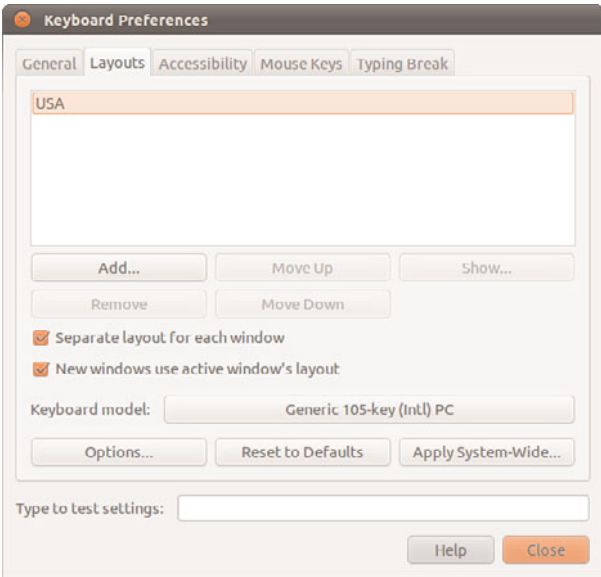 Keyboard Preferences
General Layouts Accessibility Mouse Keys Typing Break
USA
Add... Move Up Show...
Remove Move Down
Separate layout for each window
New windows use active window's layout
Keyboard model: Generic 105-key (Intl) PC
Options... Reset to Defaults Apply System-Wide...
Type to test settings:
Help Close